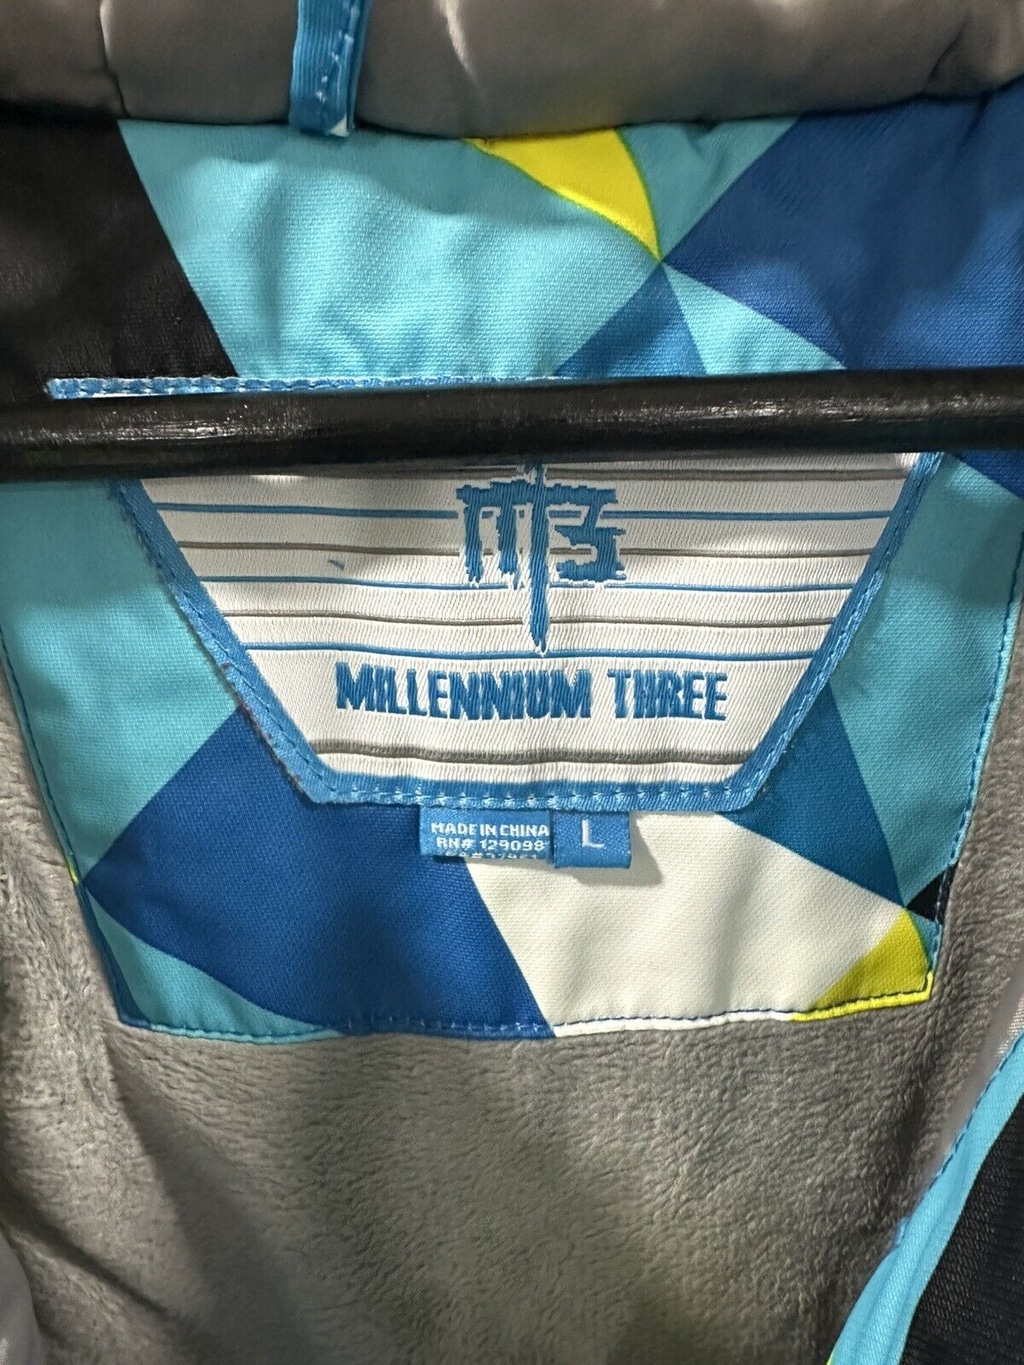 M3
MILLENNIUM THREE
MADE IN CHINA
RN# 129098
L